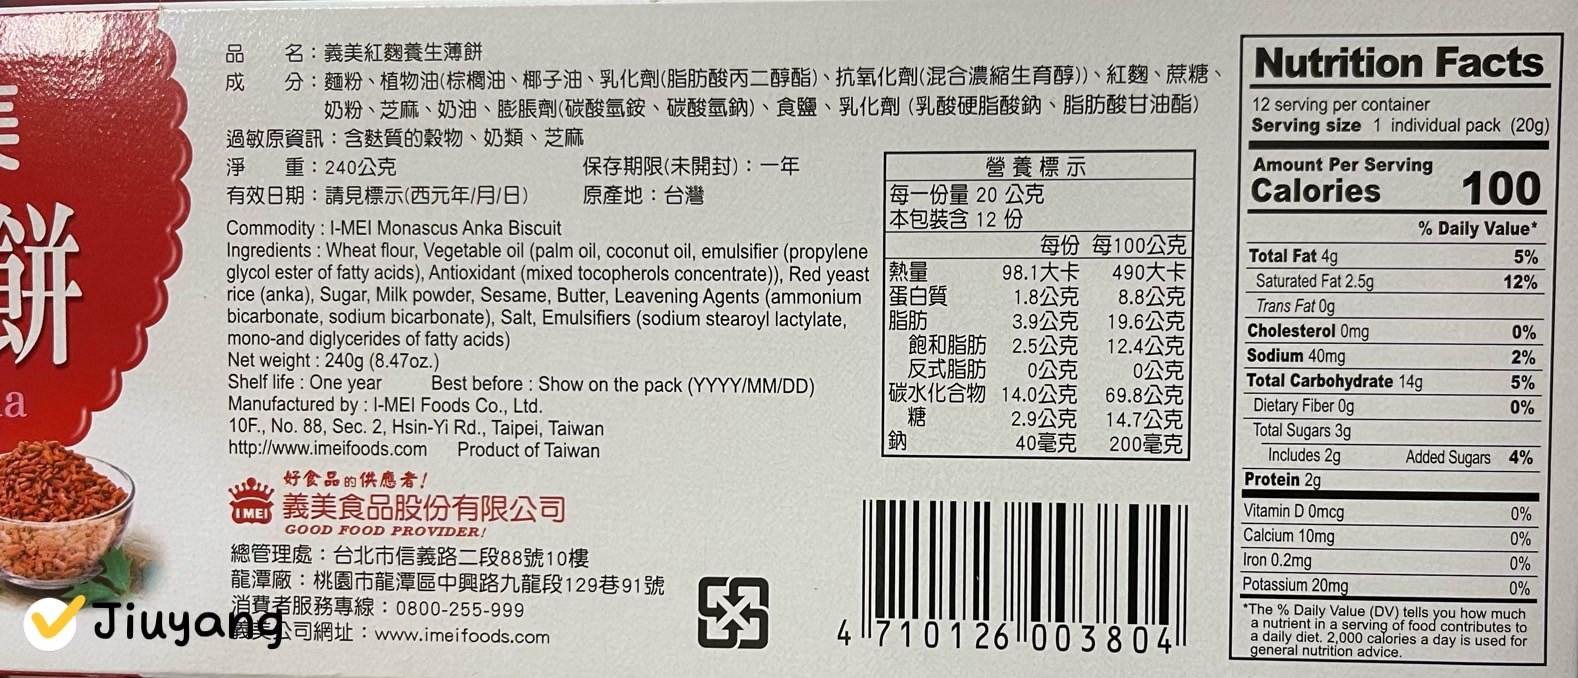 餅
a
品 名：義美紅麴養生薄餅
成 分：麵粉、植物油(棕櫚油、椰子油、乳化劑(脂肪酸丙二醇酯)、抗氧化劑(混合濃縮生育醇))、紅麴、蔗糖、
奶粉、芝麻、奶油、膨脹劑(碳酸氫銨、碳酸氫鈉)、食鹽、乳化劑 (乳酸硬脂酸鈉、脂肪酸甘油酯)
過敏原資訊：含麩質的穀物、奶類、芝麻
淨 重：240公克 保存期限(未開封)：一年
有效日期：請見標示(西元年/月/日) 原產地：台灣
Commodity : I-MEI Monascus Anka Biscuit
Ingredients : Wheat flour, Vegetable oil (palm oil, coconut oil, emulsifier (propylene
glycol ester of fatty acids), Antioxidant (mixed tocopherols concentrate)), Red yeast
rice (anka), Sugar, Milk powder, Sesame, Butter, Leavening Agents (ammonium
bicarbonate, sodium bicarbonate), Salt, Emulsifiers (sodium stearoyl lactylate,
mono-and diglycerides of fatty acids)
Net weight : 240g (8.47oz.)
Shelf life : One year Best before : Show on the pack (YYYY/MM/DD)
Manufactured by : I-MEI Foods Co., Ltd.
10F., No. 88, Sec. 2, Hsin-Yi Rd., Taipei, Taiwan
http://www.imeifoods.com Product of Taiwan
好食品的供應者!
I MEI 義美食品股份有限公司
GOOD FOOD PROVIDER!
總管理處：台北市信義路二段88號10樓
龍潭廠：桃園市龍潭區中興路九龍段129巷91號
消費者服務專線：0800-255-999
義美公司網址：www.imeifoods.com
Jiuyang
營養標示
每一份量 20 公克
本包裝含 12 份
每份 每100公克
熱量 98.1大卡 490大卡
蛋白質 1.8公克 8.8公克
脂肪 3.9公克 19.6公克
飽和脂肪 2.5公克 12.4公克
反式脂肪 0公克 0公克
碳水化合物 14.0公克 69.8公克
糖 2.9公克 14.7公克
鈉 40毫克 200毫克
4 710126 003804
Nutrition Facts
12 serving per container
Serving size 1 individual pack (20g)
Amount Per Serving
Calories 100
% Daily Value*
Total Fat 4g 5%
Saturated Fat 2.5g 12%
Trans Fat 0g
Cholesterol 0mg 0%
Sodium 40mg 2%
Total Carbohydrate 14g 5%
Dietary Fiber 0g 0%
Total Sugars 3g
Includes 2g Added Sugars 4%
Protein 2g
Vitamin D 0mcg 0%
Calcium 10mg 0%
Iron 0.2mg 0%
Potassium 20mg 0%
*The % Daily Value (DV) tells you how much
a nutrient in a serving of food contributes to
a daily diet. 2,000 calories a day is used for
general nutrition advice.